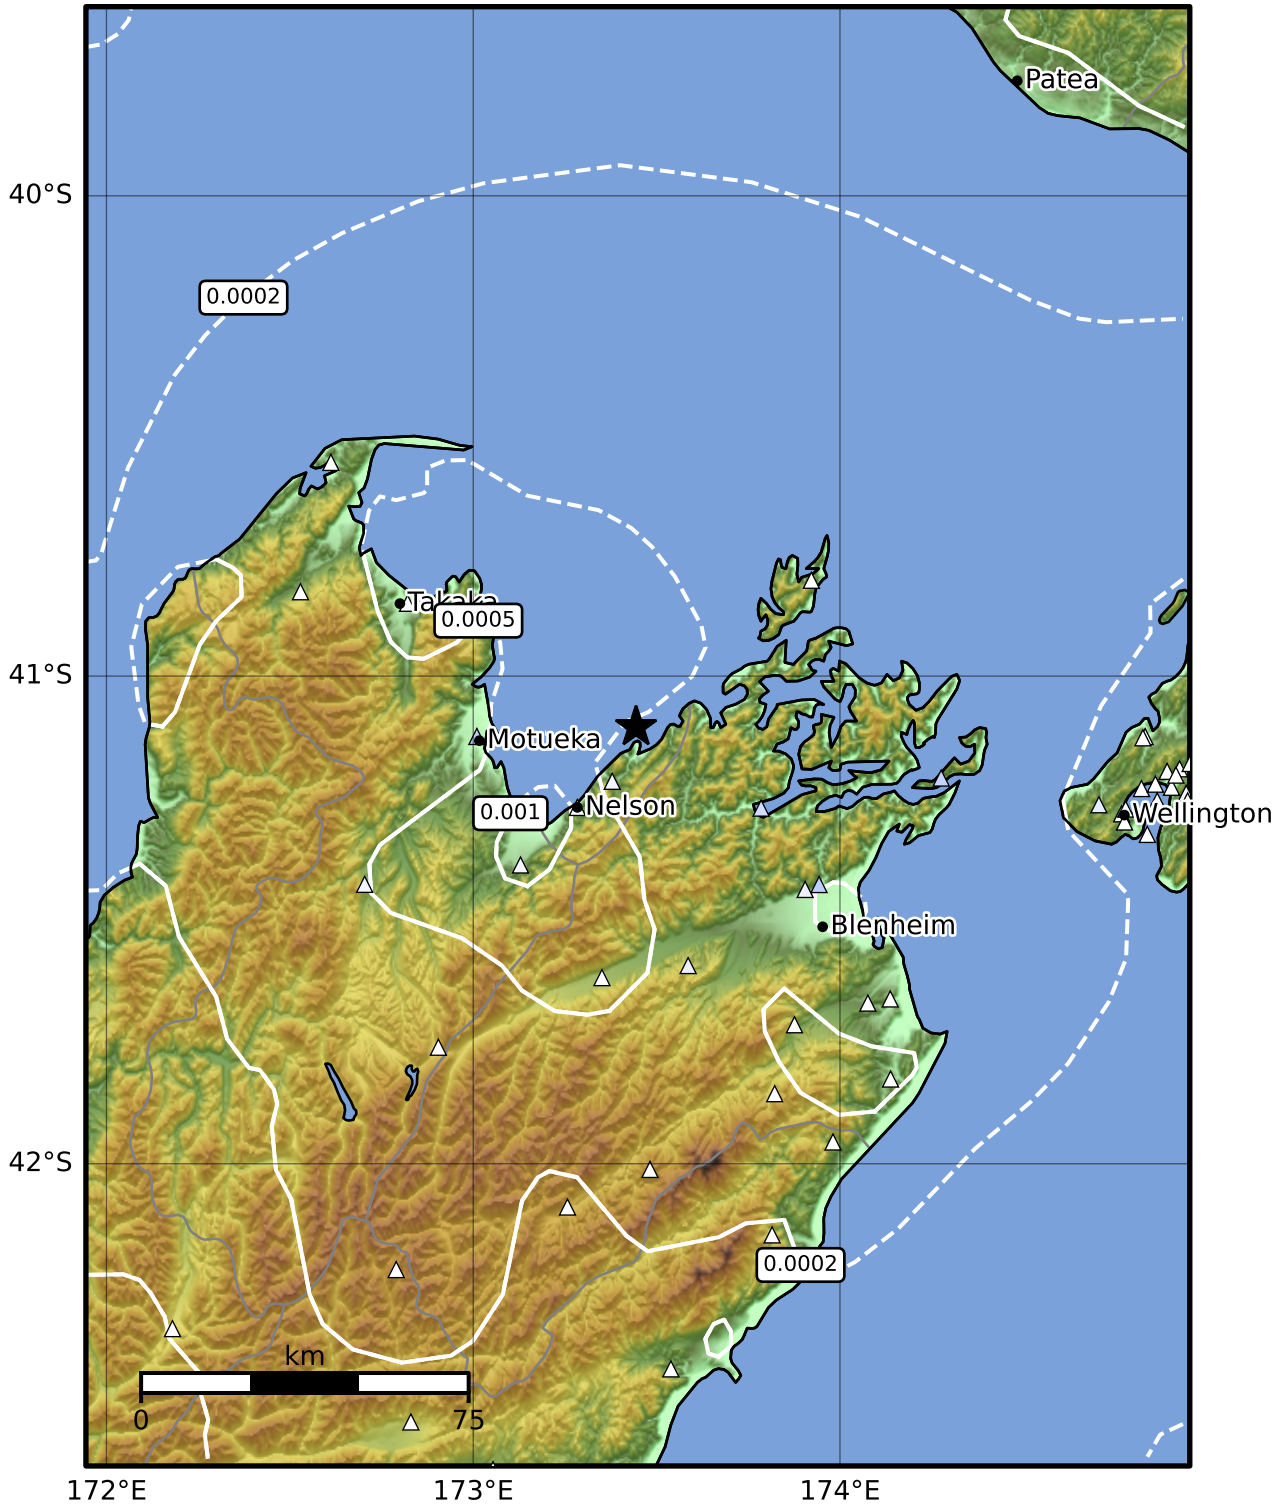 Patea
40°S
0.0002
Takaka
0.0005
41°S
Motueka
Nelson
0.001
Wellington
Blenheim
42°S
0.0002
km
0
75
172°E
173°E
174°E